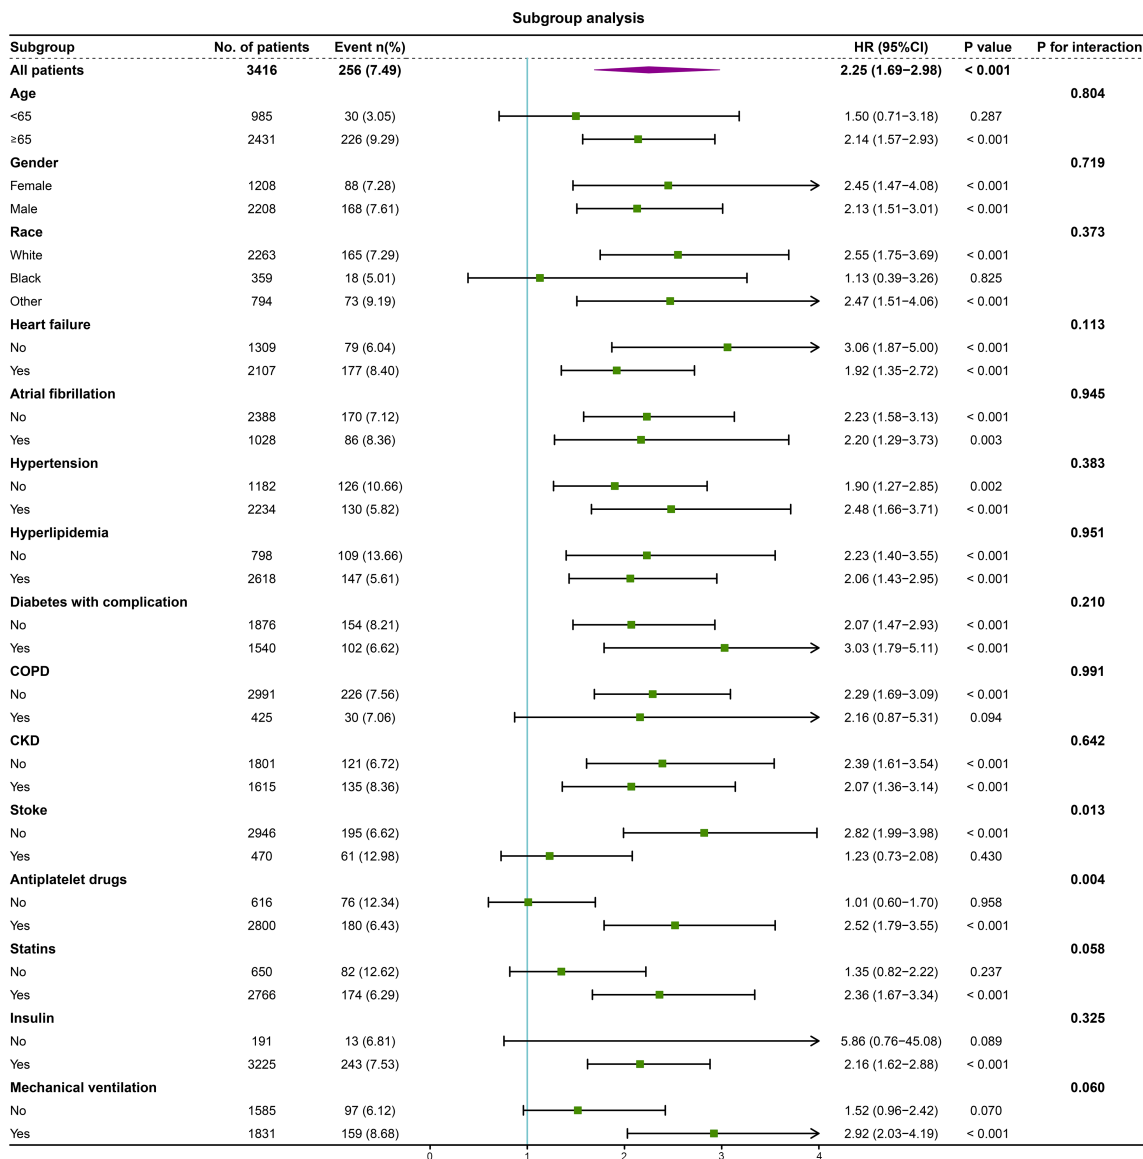 Subgroup analysis
Subgroup No. of patients Event n(%) HR (95%CI) P value P for interaction
All patients 3416 256 (7.49) 2.25 (1.69−2.98) < 0.001
Age 0.804
<65 985 30 (3.05) 1.50 (0.71−3.18) 0.287
≥65 2431 226 (9.29) 2.14 (1.57−2.93) < 0.001
Gender 0.719
Female 1208 88 (7.28) 2.45 (1.47−4.08) < 0.001
Male 2208 168 (7.61) 2.13 (1.51−3.01) < 0.001
Race 0.373
White 2263 165 (7.29) 2.55 (1.75−3.69) < 0.001
Black 359 18 (5.01) 1.13 (0.39−3.26) 0.825
Other 794 73 (9.19) 2.47 (1.51−4.06) < 0.001
Heart failure 0.113
No 1309 79 (6.04) 3.06 (1.87−5.00) < 0.001
Yes 2107 177 (8.40) 1.92 (1.35−2.72) < 0.001
Atrial fibrillation 0.945
No 2388 170 (7.12) 2.23 (1.58−3.13) < 0.001
Yes 1028 86 (8.36) 2.20 (1.29−3.73) 0.003
Hypertension 0.383
No 1182 126 (10.66) 1.90 (1.27−2.85) 0.002
Yes 2234 130 (5.82) 2.48 (1.66−3.71) < 0.001
Hyperlipidemia 0.951
No 798 109 (13.66) 2.23 (1.40−3.55) < 0.001
Yes 2618 147 (5.61) 2.06 (1.43−2.95) < 0.001
Diabetes with complication 0.210
No 1876 154 (8.21) 2.07 (1.47−2.93) < 0.001
Yes 1540 102 (6.62) 3.03 (1.79−5.11) < 0.001
COPD 0.991
No 2991 226 (7.56) 2.29 (1.69−3.09) < 0.001
Yes 425 30 (7.06) 2.16 (0.87−5.31) 0.094
CKD 0.642
No 1801 121 (6.72) 2.39 (1.61−3.54) < 0.001
Yes 1615 135 (8.36) 2.07 (1.36−3.14) < 0.001
Stoke 0.013
No 2946 195 (6.62) 2.82 (1.99−3.98) < 0.001
Yes 470 61 (12.98) 1.23 (0.73−2.08) 0.430
Antiplatelet drugs 0.004
No 616 76 (12.34) 1.01 (0.60−1.70) 0.958
Yes 2800 180 (6.43) 2.52 (1.79−3.55) < 0.001
Statins 0.058
No 650 82 (12.62) 1.35 (0.82−2.22) 0.237
Yes 2766 174 (6.29) 2.36 (1.67−3.34) < 0.001
Insulin 0.325
No 191 13 (6.81) 5.86 (0.76−45.08) 0.089
Yes 3225 243 (7.53) 2.16 (1.62−2.88) < 0.001
Mechanical ventilation 0.060
No 1585 97 (6.12) 1.52 (0.96−2.42) 0.070
Yes 1831 159 (8.68) 2.92 (2.03−4.19) < 0.001
0 1 2 3 4